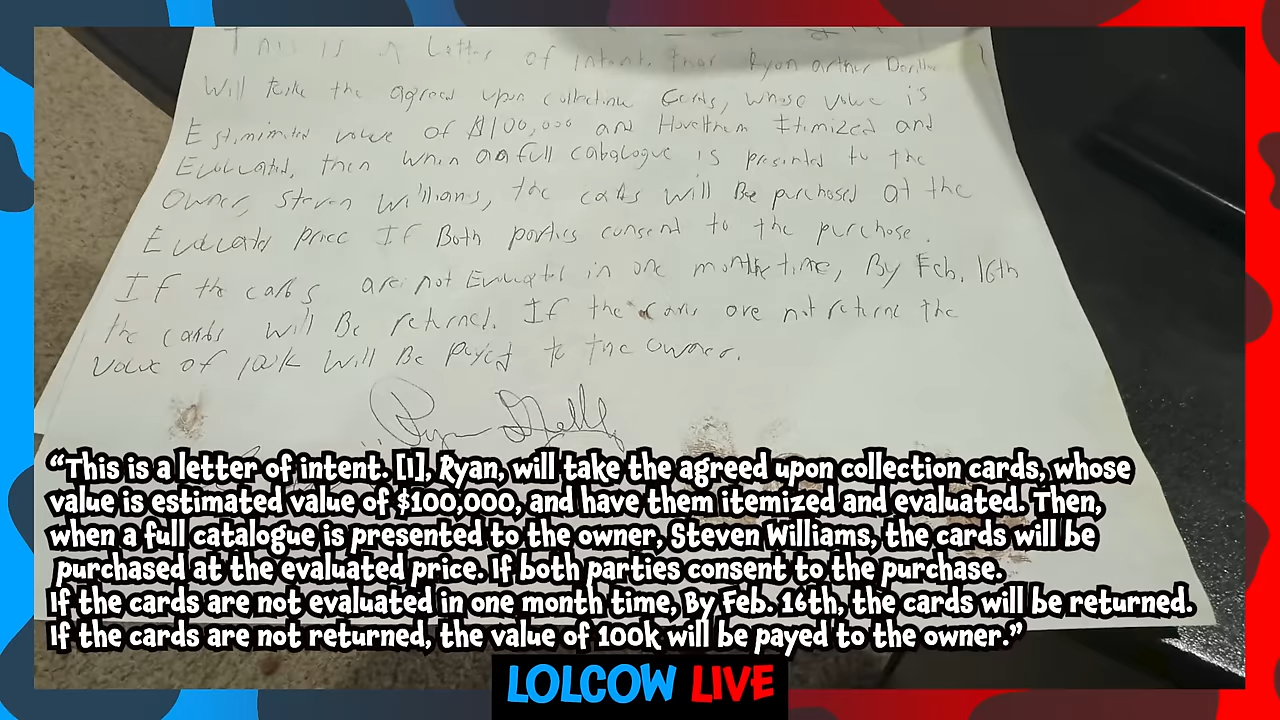 This is a Letter of intent. that Ryan arthur
Will take the agreed upon collection Cards, whose value is
Estimimated value of $100,000 and Havethem Itimized and
Evaluated, then when a full catalogue is presented to the
Owner, Steven Williams, the cards will Be purchased at the
Evaluated price If Both parties consent to the purchase.
If the cards are not Evaluated in one month time, By Feb. 16th
the cards will Be returned. If the cards are not returned the
value of 100k Will Be Payed to the owner.
“This is a letter of intent. [I], Ryan, will take the agreed upon collection cards, whose
value is estimated value of $100,000, and have them itemized and evaluated. Then,
when a full catalogue is presented to the owner, Steven Williams, the cards will be
purchased at the evaluated price. If both parties consent to the purchase.
If the cards are not evaluated in one month time, By Feb. 16th, the cards will be returned.
If the cards are not returned, the value of 100k will be payed to the owner.”
LOLCOW LIVE